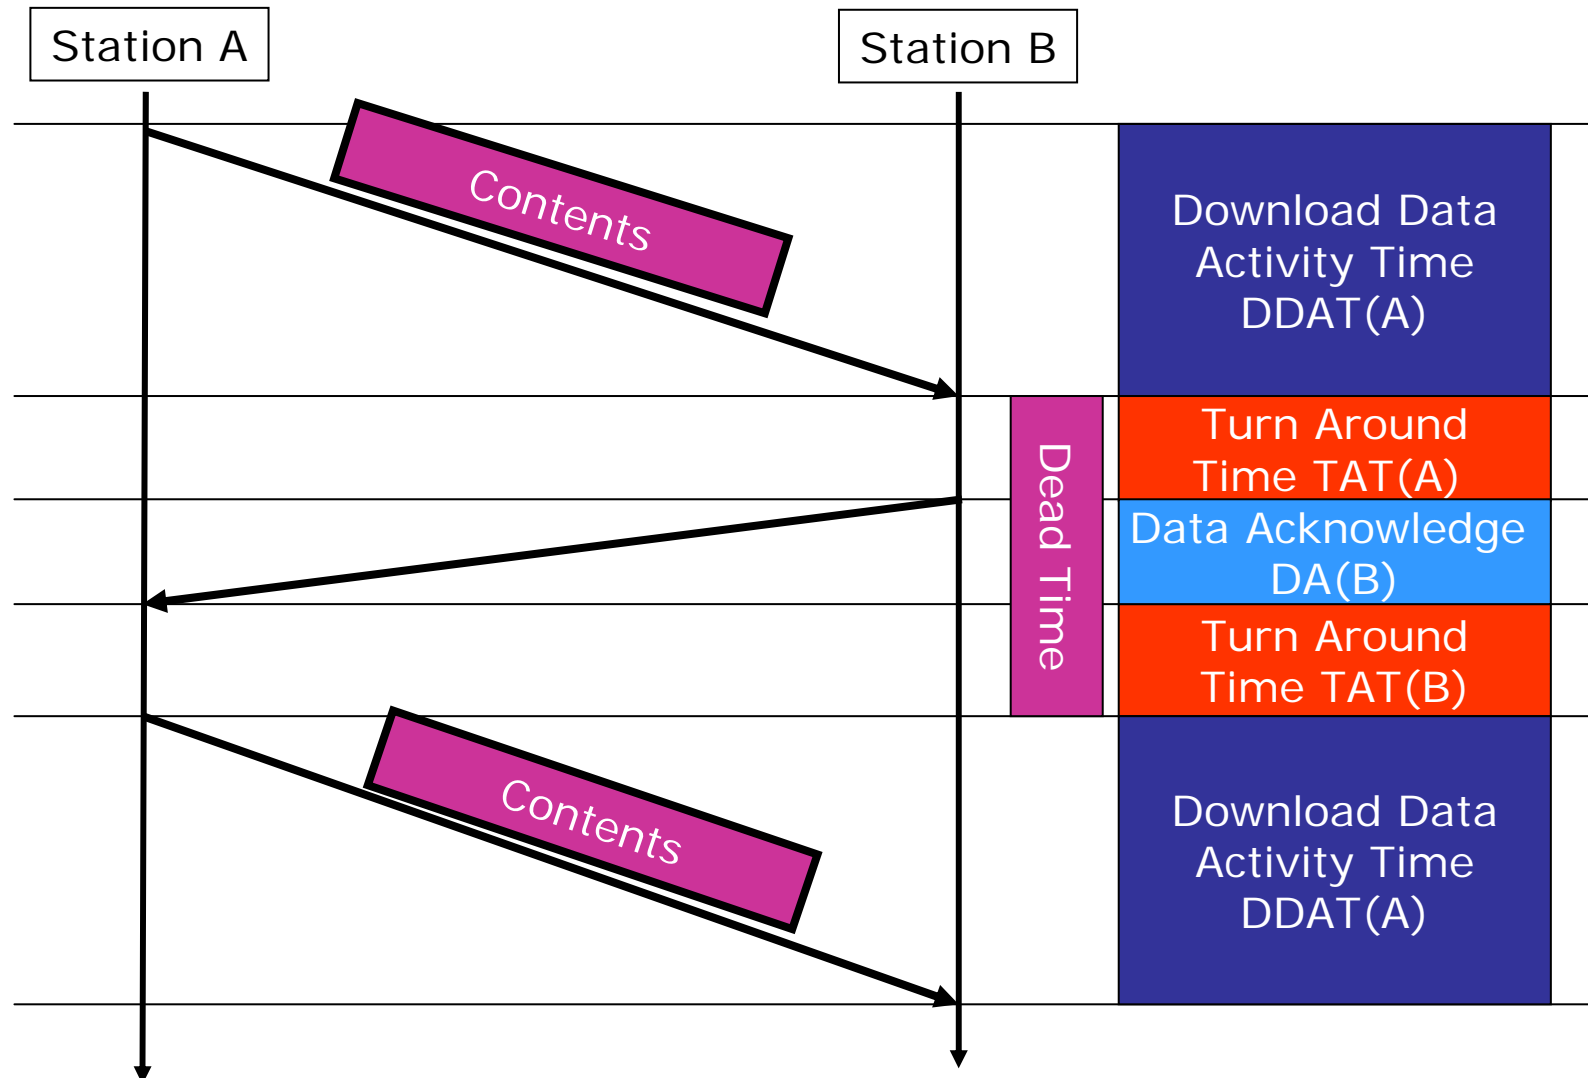 Station A
Station B
Contents
Download Data
Activity Time
DDAT(A)
Dead Time
Turn Around
Time TAT(A)
Data Acknowledge
DA(B)
Turn Around
Time TAT(B)
Contents
Download Data
Activity Time
DDAT(A)